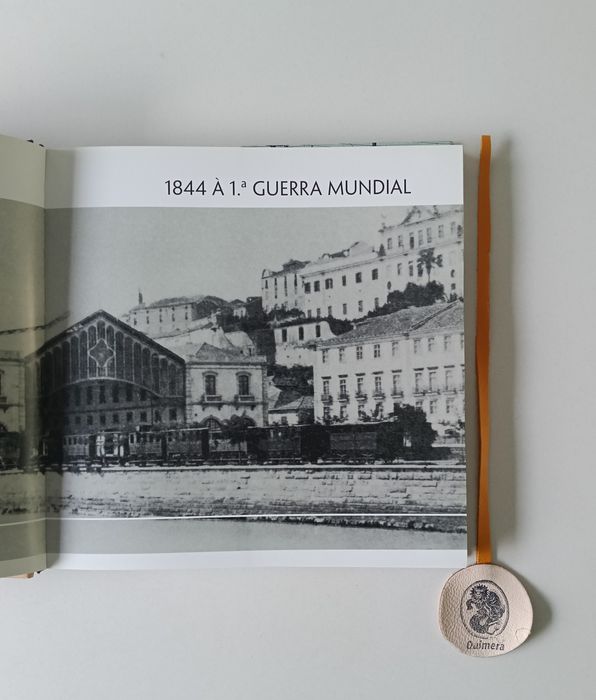 1844 À 1.ª GUERRA MUNDIAL
Quimera